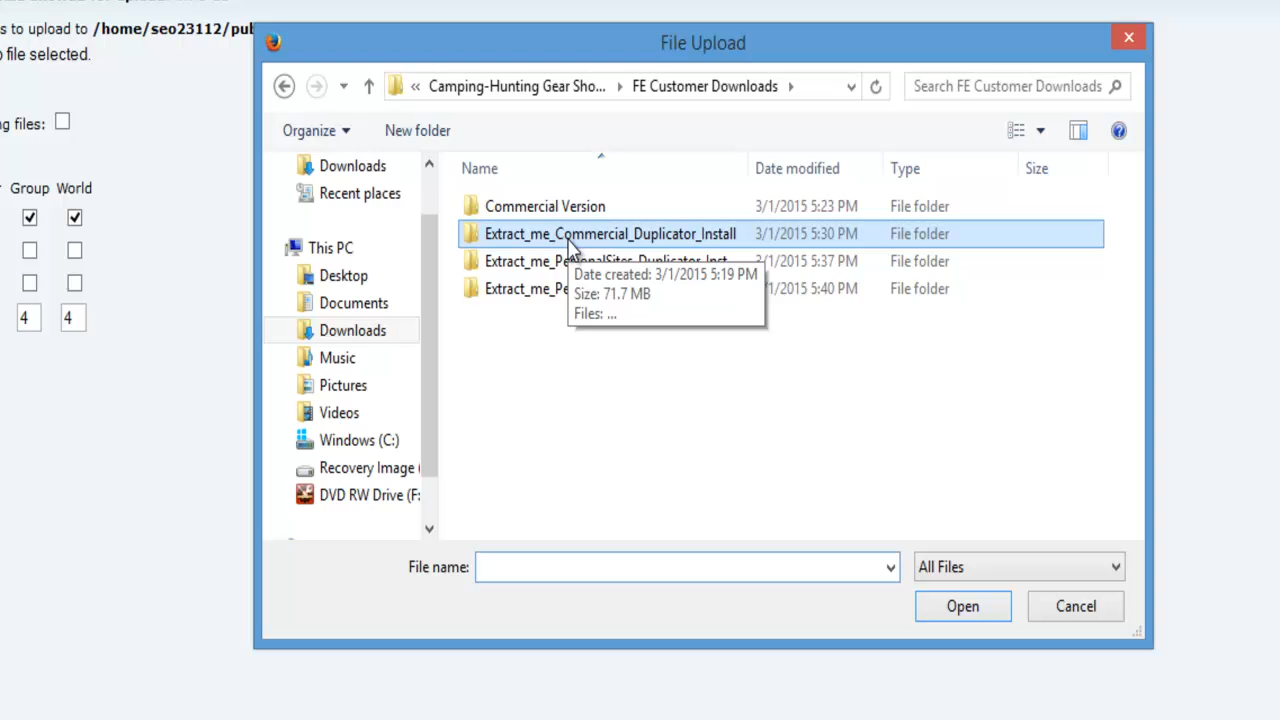 s to upload to /home/seo23112/pub
file selected.
g files:
Group World
4 4
File Upload
« Camping-Hunting Gear Sho... FE Customer Downloads
Search FE Customer Downloads
Organize New folder
Downloads
Recent places
This PC
Desktop
Documents
Downloads
Music
Pictures
Videos
Windows (C:)
Recovery Image (
DVD RW Drive (F:
Name Date modified Type Size
Commercial Version 3/1/2015 5:23 PM File folder
Extract_me_Commercial_Duplicator_Install 3/1/2015 5:30 PM File folder
Extract_me_PersonalSites_Duplicator_Inst... /1/2015 5:37 PM File folder
Extract_me_Pe /1/2015 5:40 PM File folder
Date created: 3/1/2015 5:19 PM
Size: 71.7 MB
Files: ...
File name:
All Files
Open Cancel